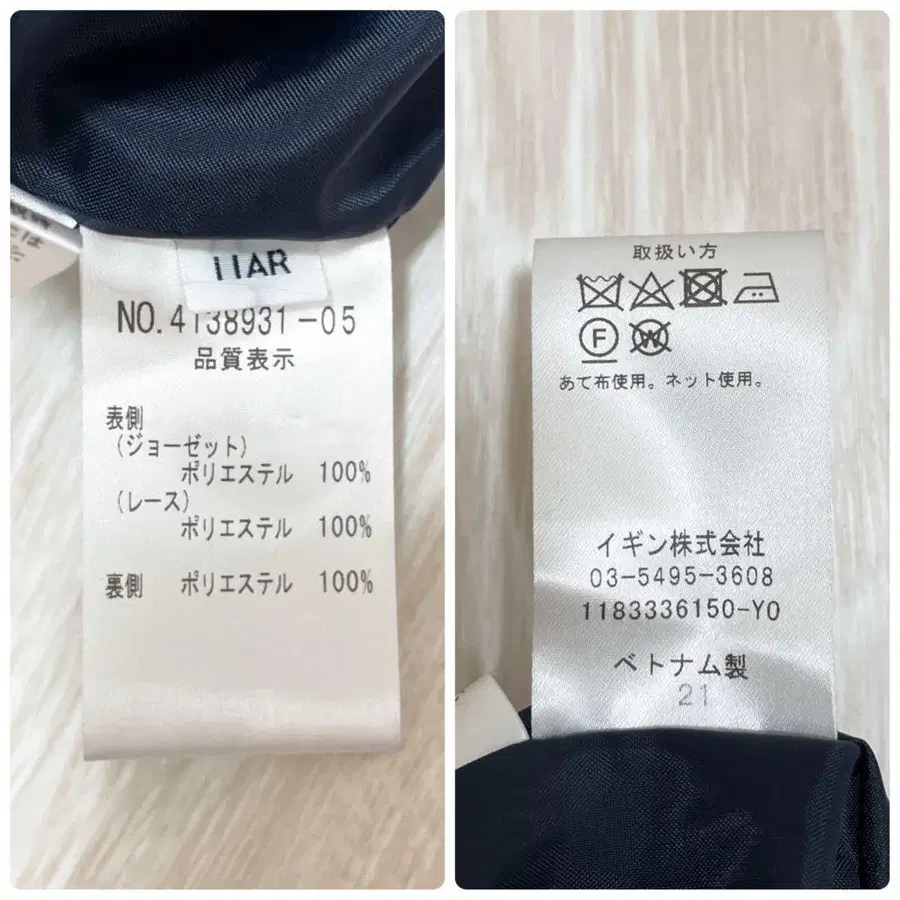 11AR
NO.4138931-05
品質表示
表側
(ジョーゼット)
ポリエステル 100%
(レース)
ポリエステル 100%
裏側 ポリエステル 100%
取扱い方
F
W
あて布使用。ネット使用。
イギン株式会社
03-5495-3608
1183336150-YO
ベトナム製
21